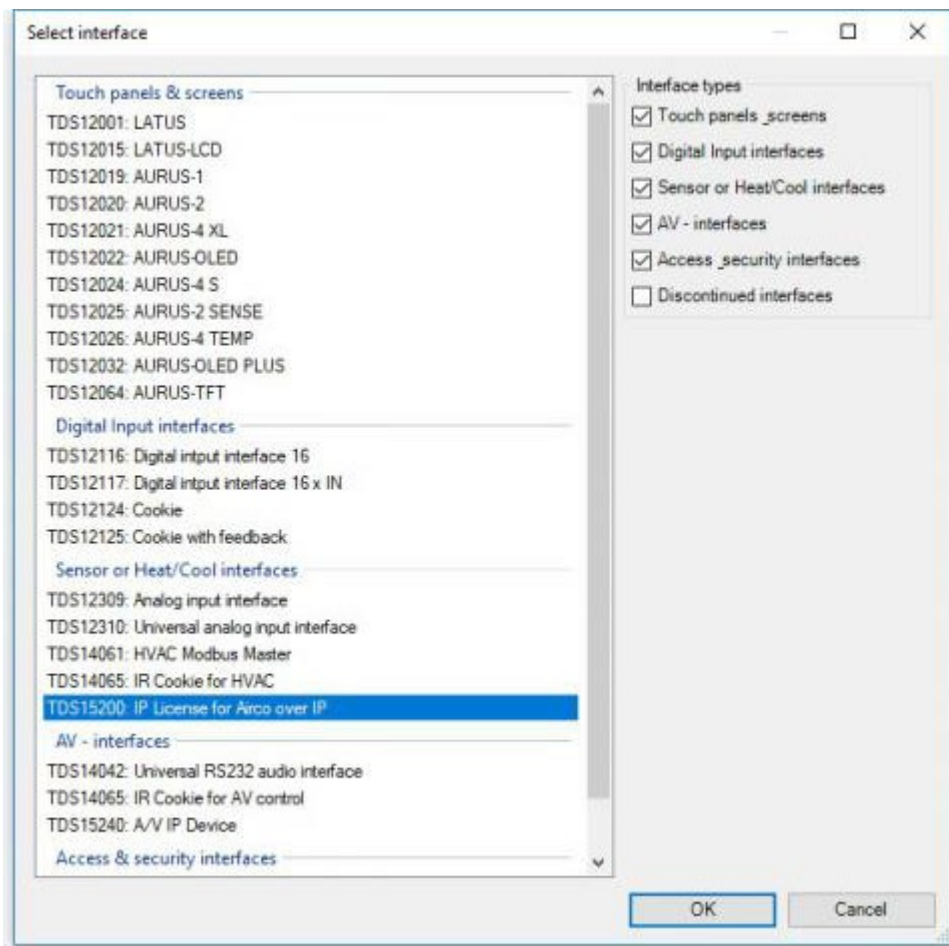 Select interface
Touch panels & screens
TDS12001: LATUS
TDS12015: LATUS-LCD
TDS12019: AURUS-1
TDS12020: AURUS-2
TDS12021: AURUS-4 XL
TDS12022: AURUS-OLED
TDS12024: AURUS-4 S
TDS12025: AURUS-2 SENSE
TDS12026: AURUS-4 TEMP
TDS12032: AURUS-OLED PLUS
TDS12064: AURUS-TFT
Digital Input interfaces
TDS12116: Digital intput interface 16
TDS12117: Digital intput interface 16 x IN
TDS12124: Cookie
TDS12125: Cookie with feedback
Sensor or Heat/Cool interfaces
TDS12309: Analog input interface
TDS12310: Universal analog input interface
TDS14061: HVAC Modbus Master
TDS14065: IR Cookie for HVAC
TDS15200: IP License for Airco over IP
AV - interfaces
TDS14042: Universal RS232 audio interface
TDS14065: IR Cookie for AV control
TDS15240: A/V IP Device
Access & security interfaces
Interface types
Touch panels _screens
Digital Input interfaces
Sensor or Heat/Cool interfaces
AV - interfaces
Access _security interfaces
Discontinued interfaces
OK
Cancel